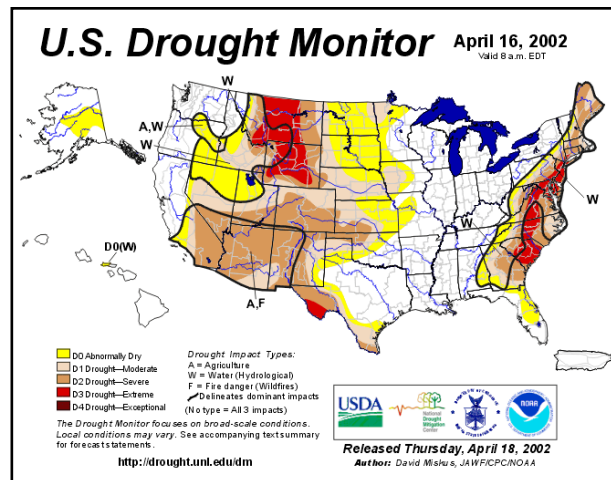 U.S. Drought Monitor
April 16, 2002
Valid 8 a.m. EDT
W
A,W
W
W
W
D0(W)
A,F
D0 Abnormally Dry
D1 Drought—Moderate
D2 Drought—Severe
D3 Drought—Extreme
D4 Drought—Exceptional
Drought Impact Types:
A = Agriculture
W = Water (Hydrological)
F = Fire danger (Wildfires)
Delineates dominant impacts
(No type = All 3 impacts)
The Drought Monitor focuses on broad-scale conditions.
Local conditions may vary. See accompanying text summary
for forecast statements.
http://drought.unl.edu/dm
USDA
National
Drought
Mitigation
Center
NOAA
Released Thursday, April 18, 2002
Author: David Miskus, JAWF/CPC/NOAA